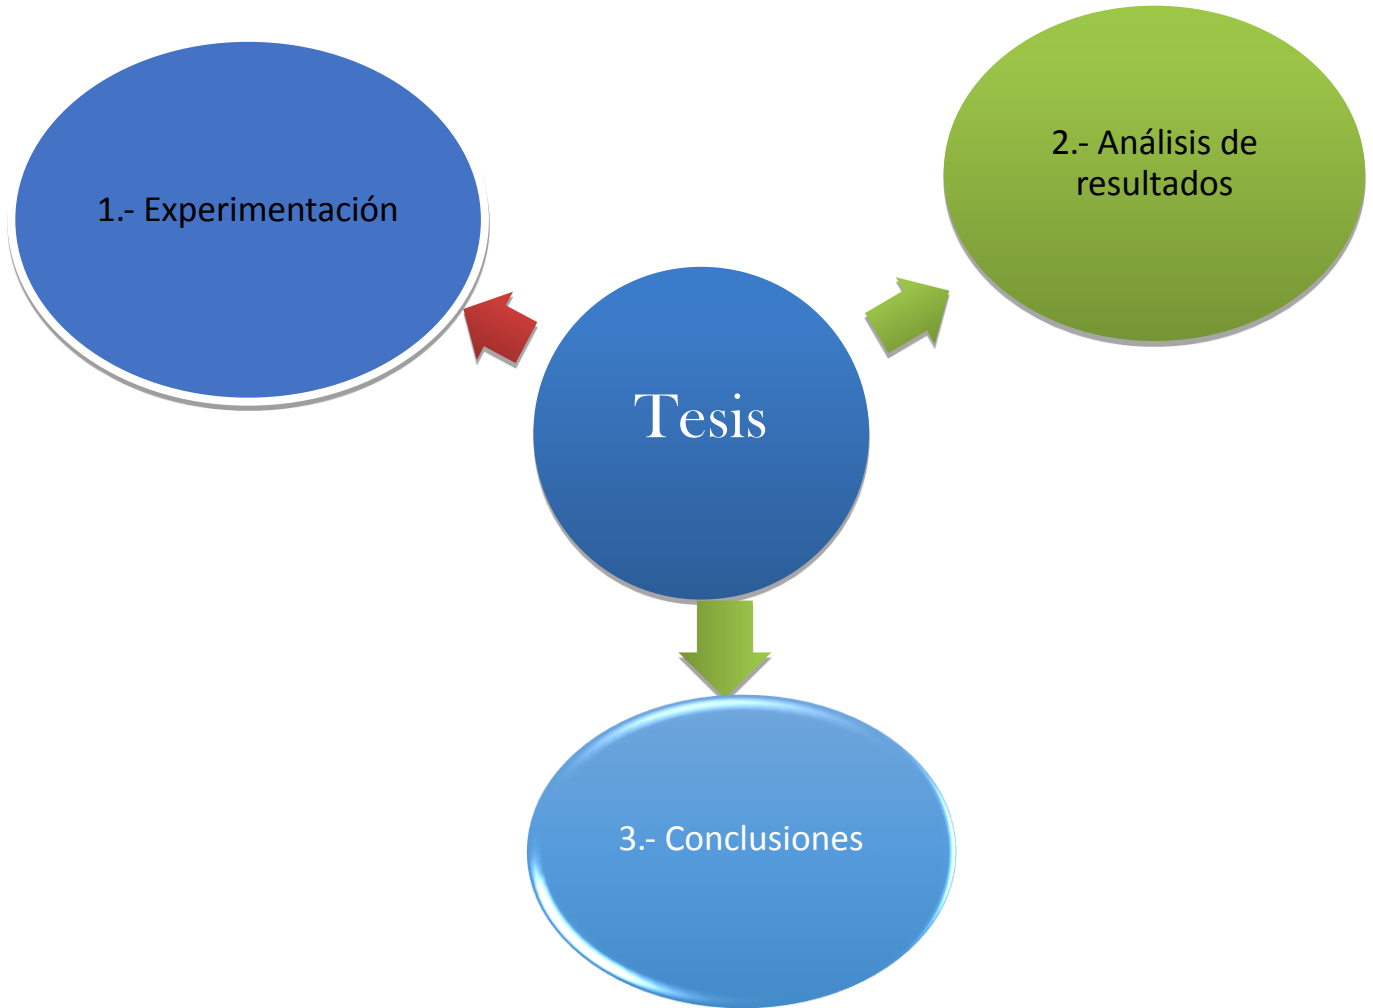 1.- Experimentación
2.- Análisis de
resultados
Tesis
3.- Conclusiones